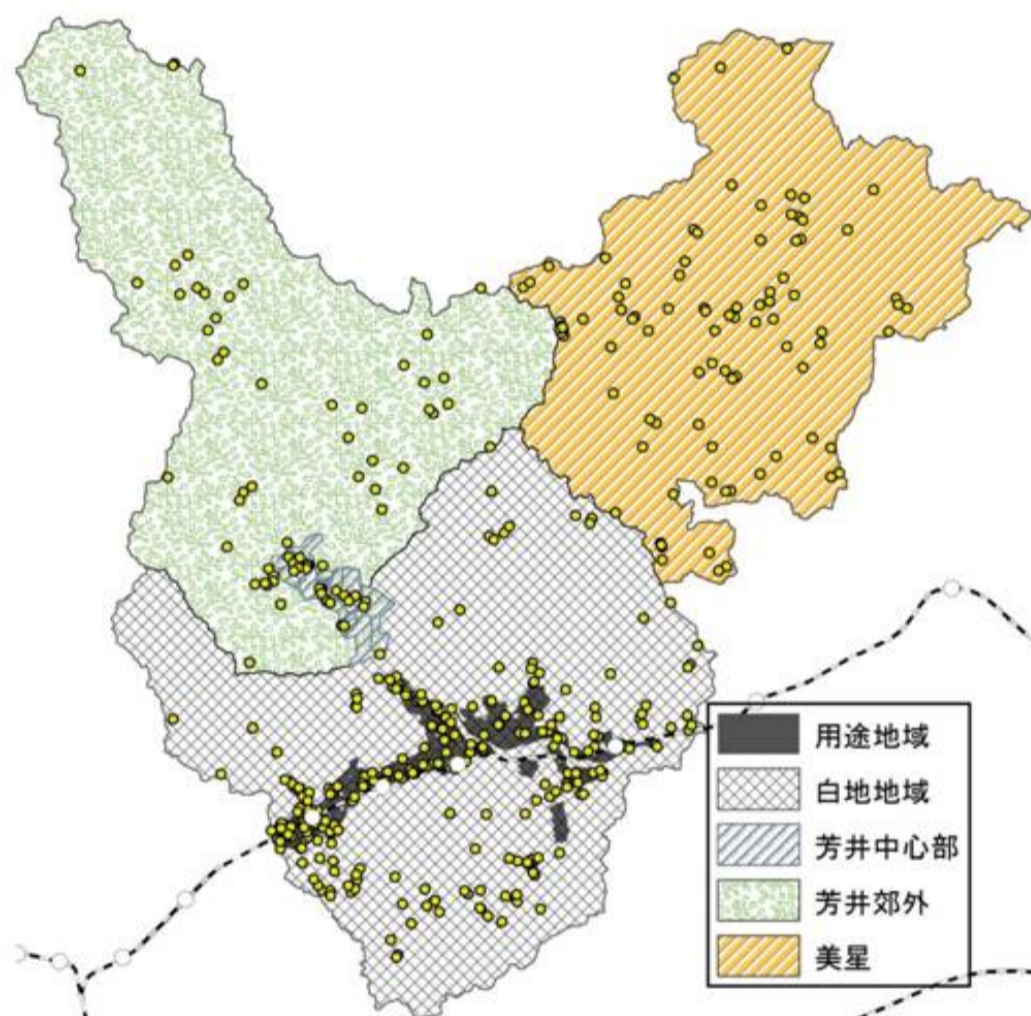 用途地域
白地地域
芳井中心部
芳井郊外
美星